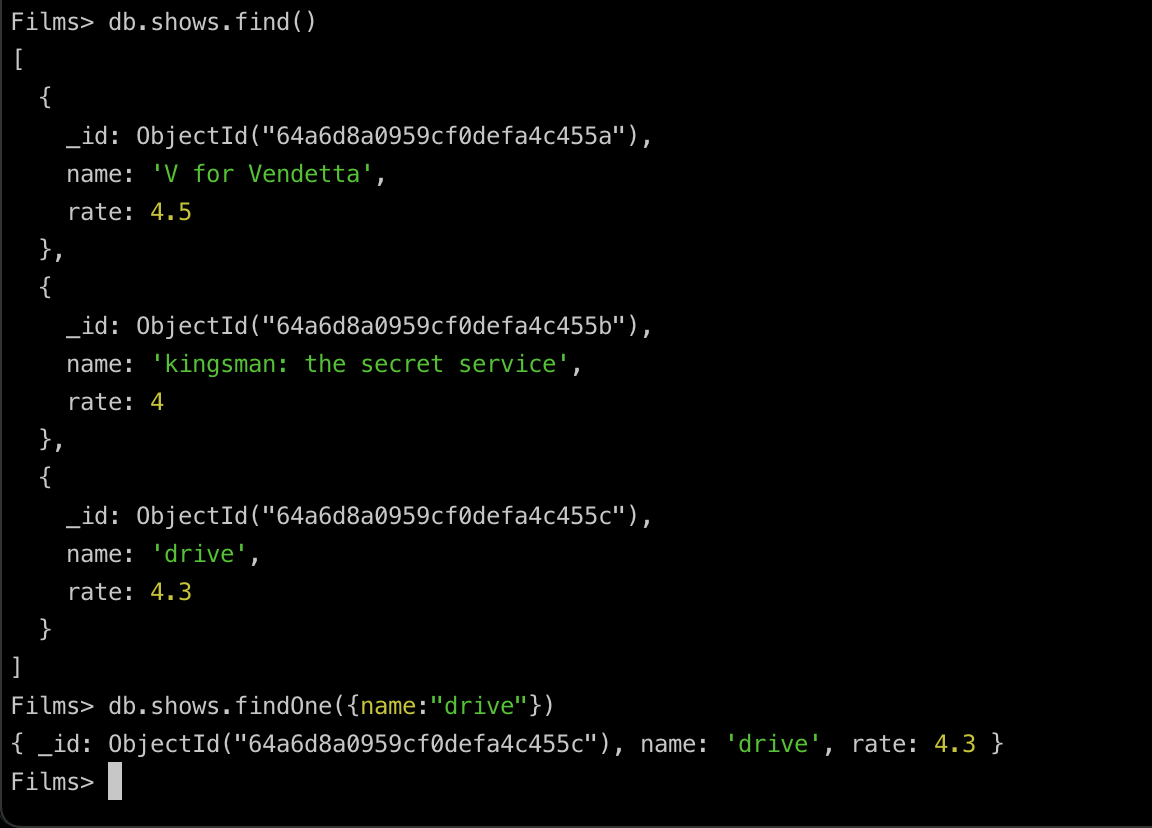 Films> db.shows.find()
[
  {
    _id: ObjectId("64a6d8a0959cf0defa4c455a"),
    name: 'V for Vendetta',
    rate: 4.5
  },
  {
    _id: ObjectId("64a6d8a0959cf0defa4c455b"),
    name: 'kingsman: the secret service',
    rate: 4
  },
  {
    _id: ObjectId("64a6d8a0959cf0defa4c455c"),
    name: 'drive',
    rate: 4.3
  }
]
Films> db.shows.findOne({name:"drive"})
{ _id: ObjectId("64a6d8a0959cf0defa4c455c"), name: 'drive', rate: 4.3 }
Films>